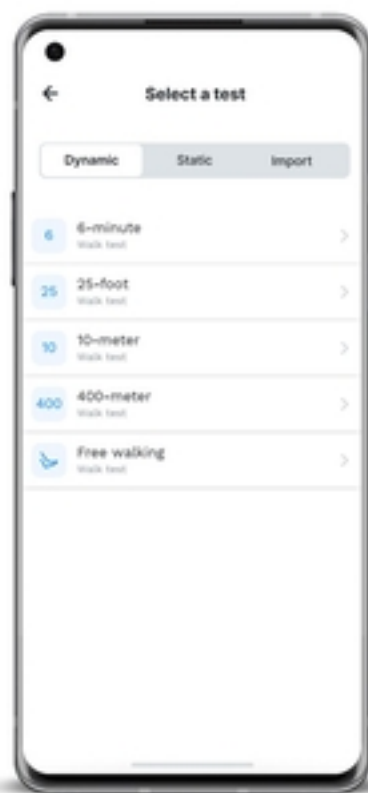 Select a test
Dynamic Static Import
6 6-minute
Walk test
25 25-foot
Walk test
10 10-meter
Walk test
400 400-meter
Walk test
Free walking
Walk test